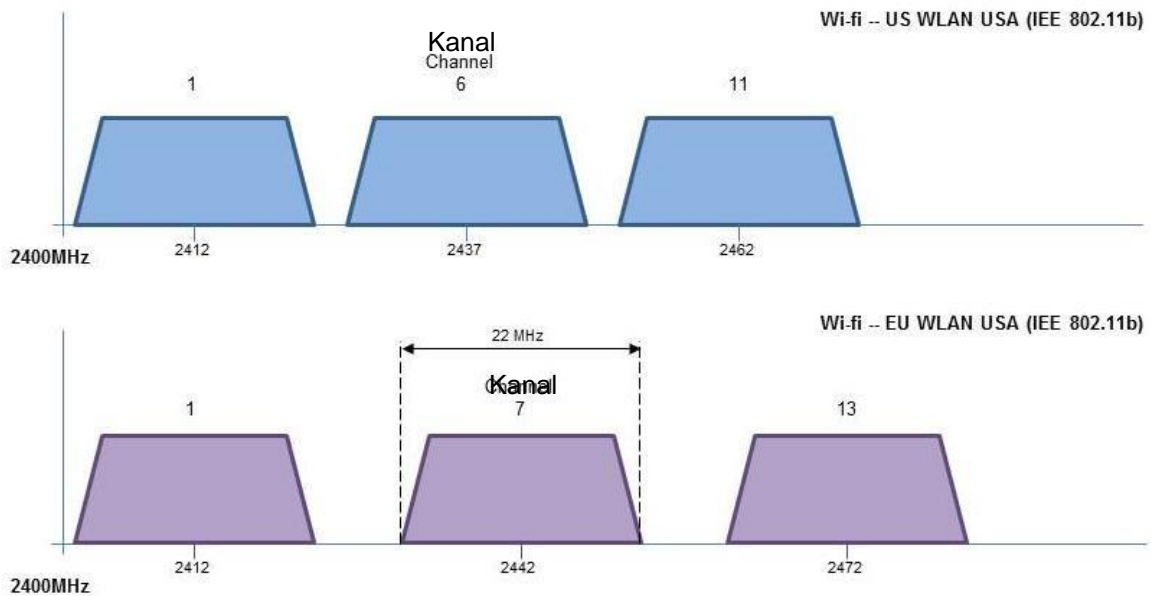 Wi-fi -- US WLAN USA (IEE 802.11b)
Kanal
Channel
1 6 11
2400MHz 2412 2437 2462
Wi-fi -- EU WLAN USA (IEE 802.11b)
22 MHz
Kanal
Channel
1 7 13
2400MHz 2412 2442 2472